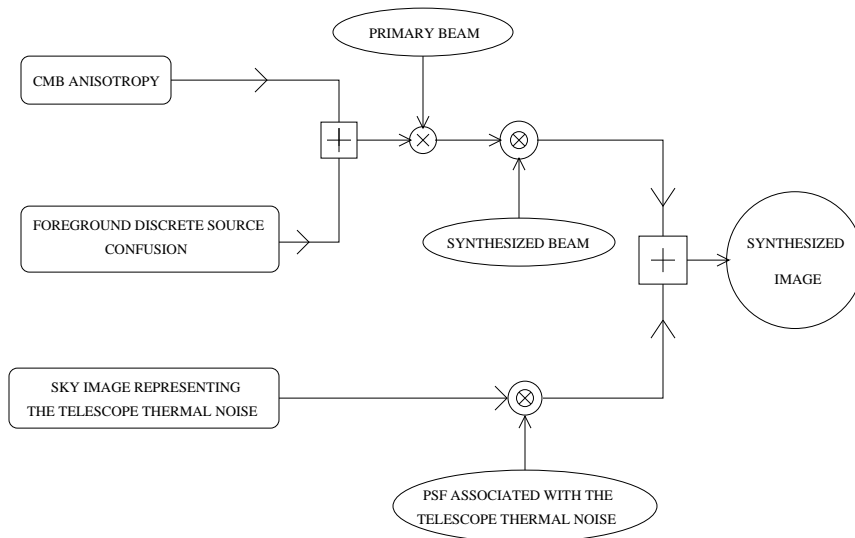 PRIMARY BEAM
CMB ANISOTROPY
FOREGROUND DISCRETE SOURCE
CONFUSION
SYNTHESIZED BEAM
SYNTHESIZED
IMAGE
SKY IMAGE REPRESENTING
THE TELESCOPE THERMAL NOISE
PSF ASSOCIATED WITH THE
TELESCOPE THERMAL NOISE